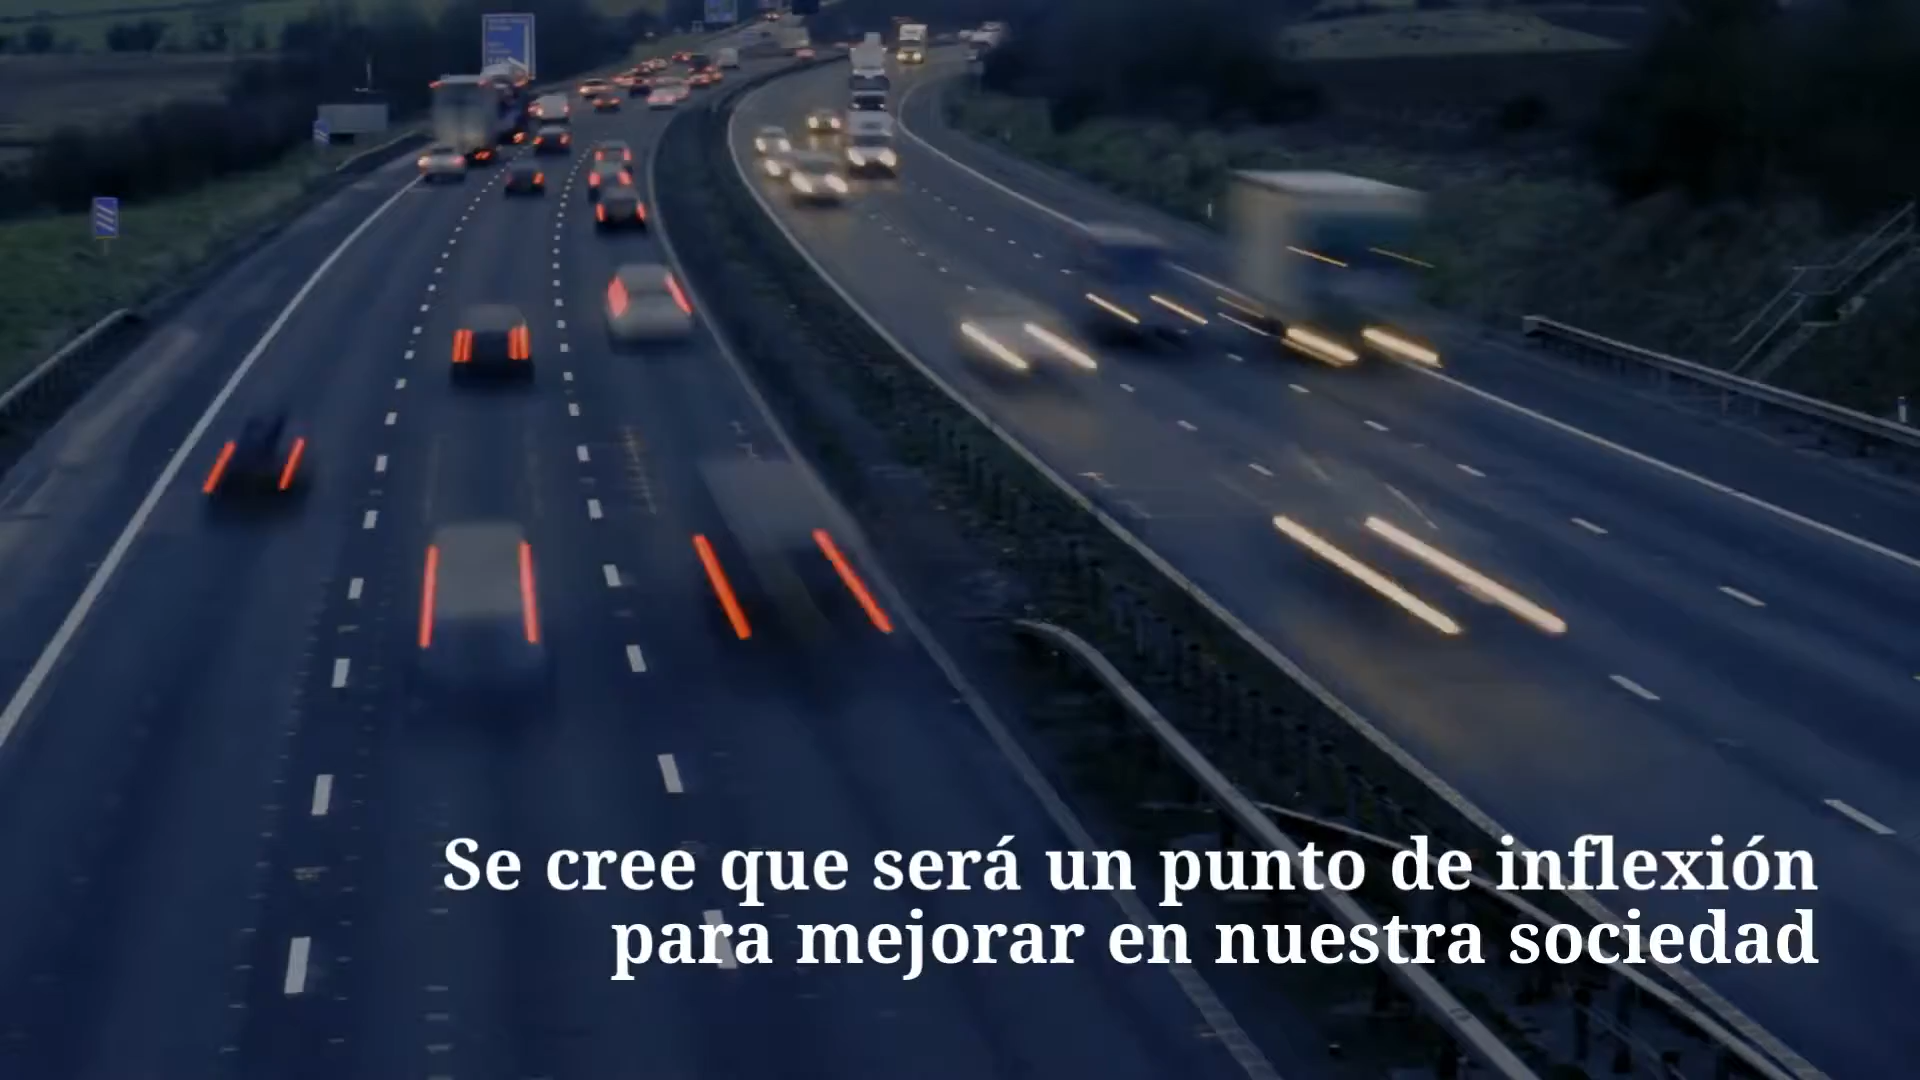 Se cree que será un punto de inflexión
para mejorar en nuestra sociedad